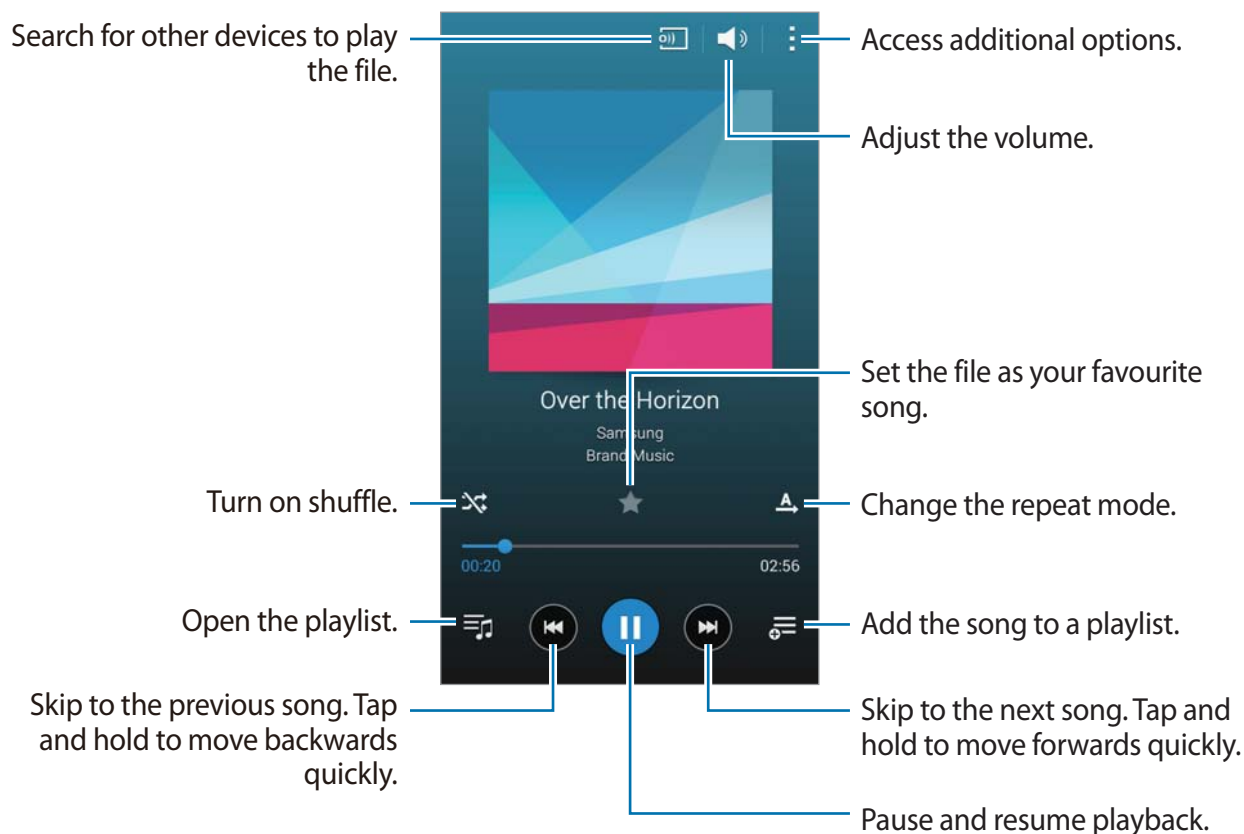 Search for other devices to play
the file.
Access additional options.
Adjust the volume.
Set the file as your favourite
song.
Over the Horizon
Samsung
Brand Music
Turn on shuffle.
A
Change the repeat mode.
00:20
02:56
Open the playlist.
Add the song to a playlist.
Skip to the previous song. Tap
and hold to move backwards
quickly.
Skip to the next song. Tap and
hold to move forwards quickly.
Pause and resume playback.